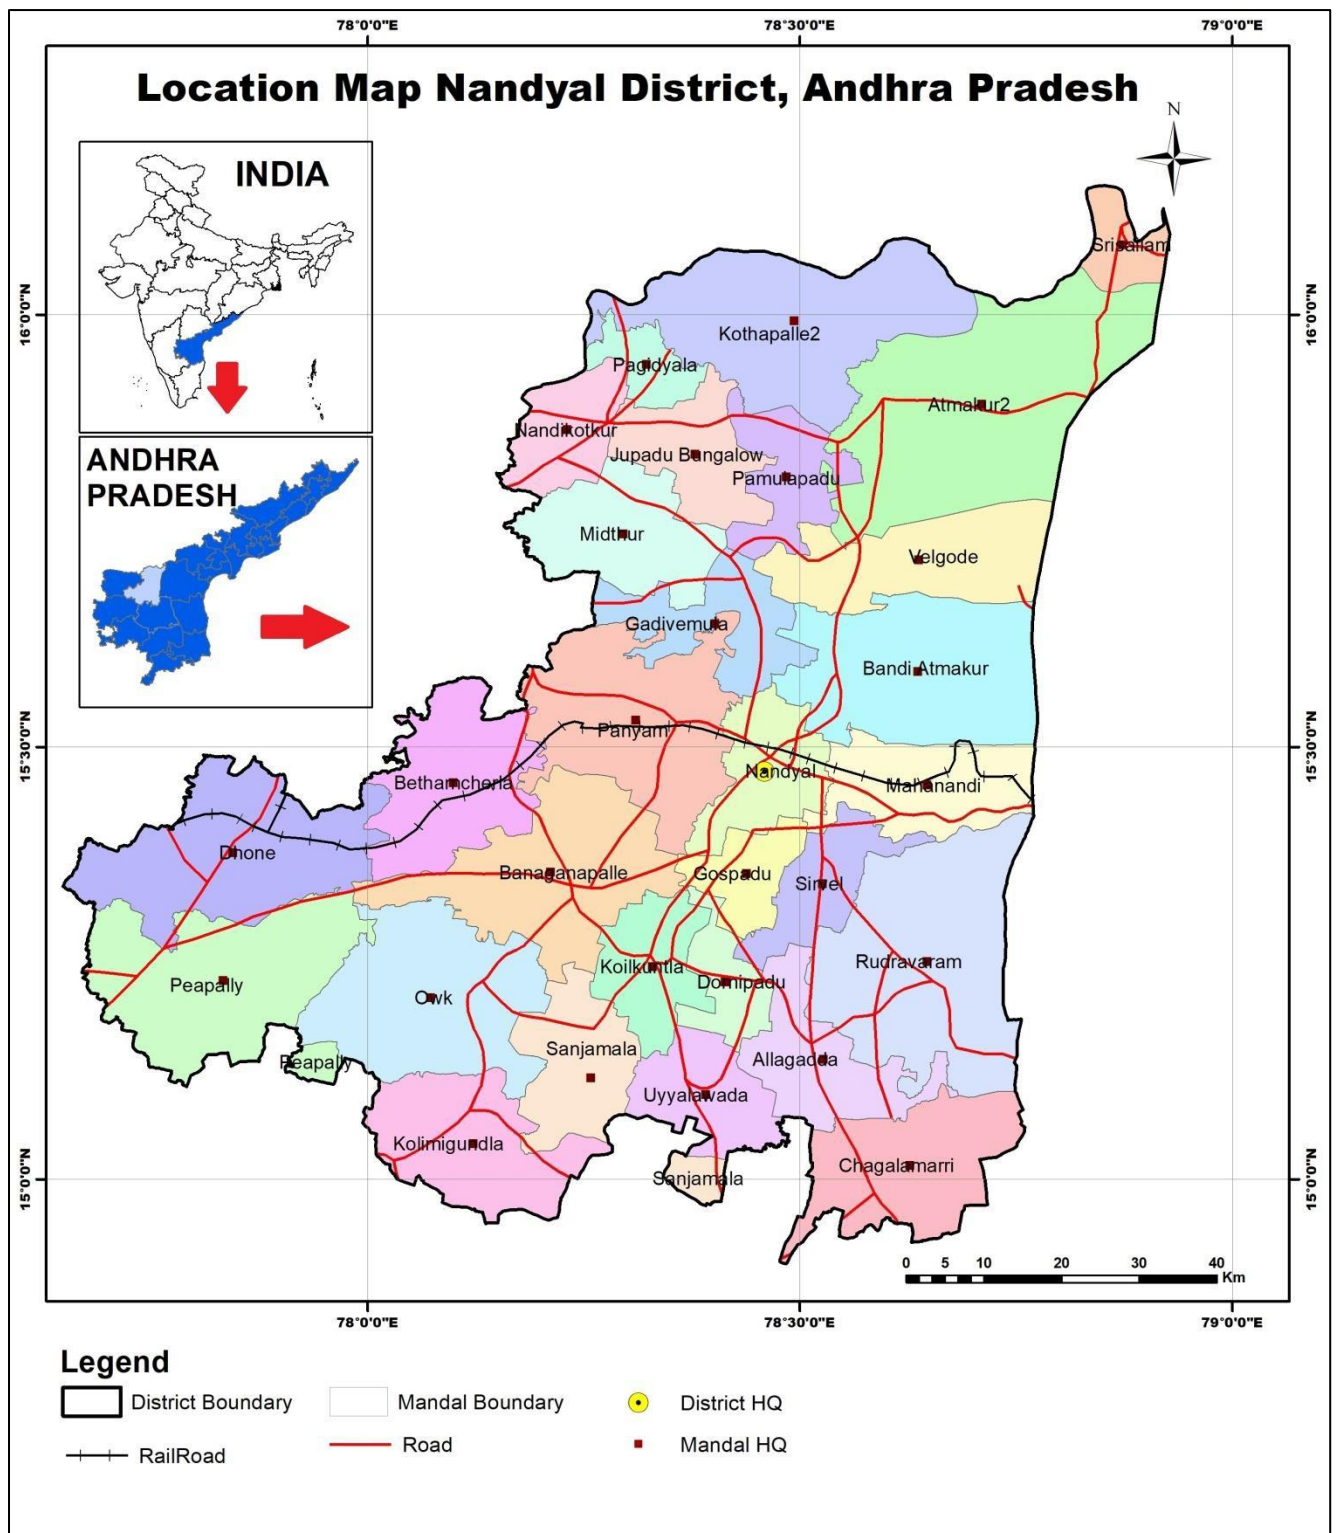 78°0'0"E 78°30'0"E 79°0'0"E
Location Map Nandyal District, Andhra Pradesh
N
INDIA
ANDHRA
PRADESH
16°0'0"N
16°0'0"N
15°30'0"N
15°30'0"N
15°0'0"N
15°0'0"N
Srisailam
Kothapalle2
Pagidyala
Atmakur2
Nandikotkur
Jupadu Bangalow
Pamulapadu
Midthur
Velgode
Gadivemula
Bandi Atmakur
Panyam
Nandyal
Bethamcherla
Mahanandi
Dhone
Banaganapalle
Gospadu
Sirvel
Rudravaram
Koilkuntla
Peapally
Dornipadu
Owk
Sanjamala
Peapally
Allagadda
Uyyalawada
Kolimigundla
Chagalamarri
Sanjamala
0 5 10 20 30 40
Km
78°0'0"E 78°30'0"E 79°0'0"E
Legend
District Boundary Mandal Boundary District HQ
RailRoad Road Mandal HQ